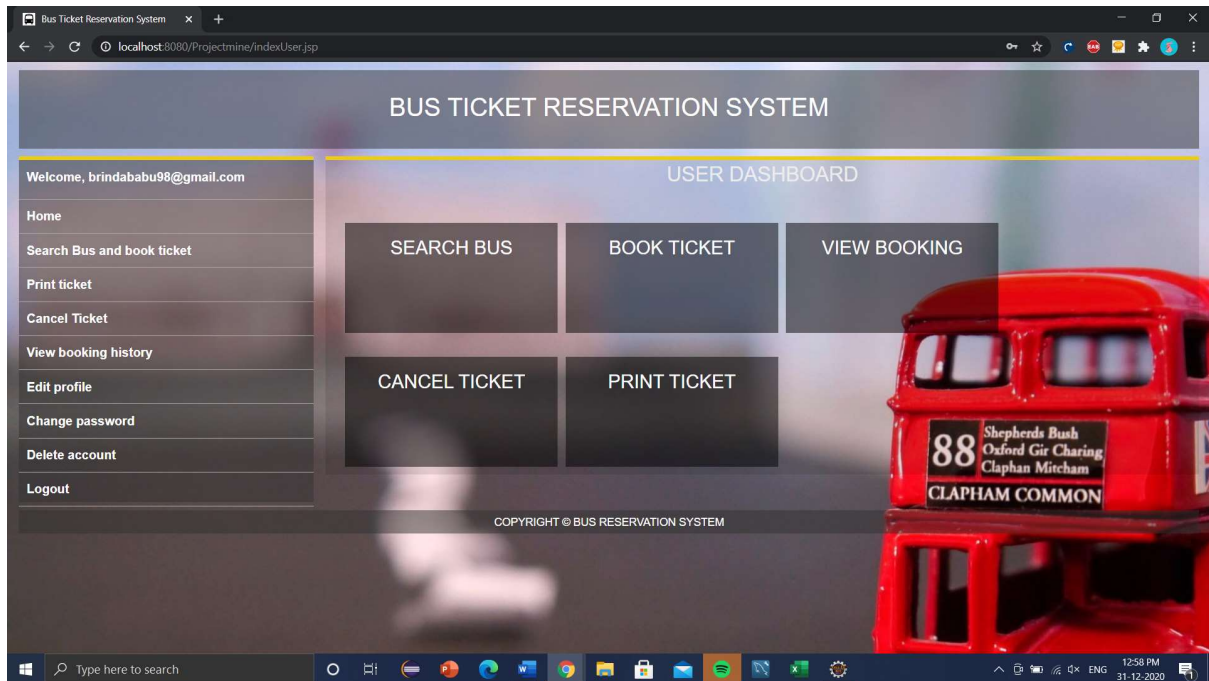 Bus Ticket Reservation System
localhost:8080/Projectmine/indexUser.jsp
BUS TICKET RESERVATION SYSTEM
Welcome, brindababu98@gmail.com
Home
Search Bus and book ticket
Print ticket
Cancel Ticket
View booking history
Edit profile
Change password
Delete account
Logout
USER DASHBOARD
SEARCH BUS
BOOK TICKET
VIEW BOOKING
CANCEL TICKET
PRINT TICKET
88
Shepherds Bush
Oxford Gir Charing
Claphan Mitcham
CLAPHAM COMMON
COPYRIGHT © BUS RESERVATION SYSTEM
Type here to search
ENG
12:58 PM
31-12-2020